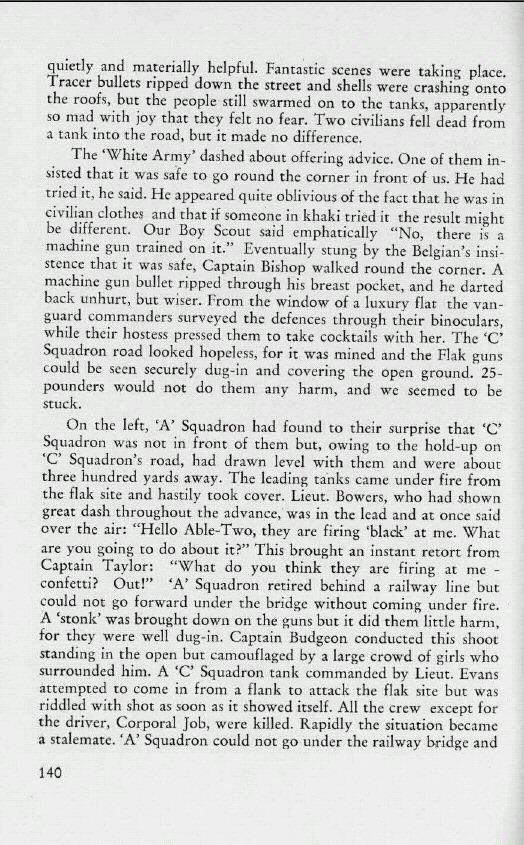 quietly and materially helpful. Fantastic scenes were taking place.
Tracer bullets ripped down the street and shells were crashing onto
the roofs, but the people still swarmed on to the tanks, apparently
so mad with joy that they felt no fear. Two civilians fell dead from
a tank into the road, but it made no difference.
The ‘White Army’ dashed about offering advice. One of them in-
sisted that it was safe to go round the corner in front of us. He had
tried it, he said. He appeared quite oblivious of the fact that he was in
civilian clothes and that if someone in khaki tried it the result might
be different. Our Boy Scout said emphatically “No, there is a
machine gun trained on it.” Eventually stung by the Belgian’s insi-
stence that it was safe, Captain Bishop walked round the corner. A
machine gun bullet ripped through his breast pocket, and he darted
back unhurt, but wiser. From the window of a luxury flat the van-
guard commanders surveyed the defences through their binoculars,
while their hostess pressed them to take cocktails with her. The ‘C’
Squadron road looked hopeless, for it was mined and the Flak guns
could be seen securely dug-in and covering the open ground. 25-
pounders would not do them any harm, and we seemed to be
stuck.
On the left, ‘A’ Squadron had found to their surprise that ‘C’
Squadron was not in front of them but, owing to the hold-up on
‘C’ Squadron’s road, had drawn level with them and were about
three hundred yards away. The leading tanks came under fire from
the flak site and hastily took cover. Lieut. Bowers, who had shown
great dash throughout the advance, was in the lead and at once said
over the air: “Hello Able-Two, they are firing ‘black’ at me. What
are you going to do about it?” This brought an instant retort from
Captain Taylor: “What do you think they are firing at me -
confetti? Out!” ‘A’ Squadron retired behind a railway line but
could not go forward under the bridge without coming under fire.
A ‘stonk’ was brought down on the guns but it did them little harm,
for they were well dug-in. Captain Budgeon conducted this shoot
standing in the open but camouflaged by a large crowd of girls who
surrounded him. A ‘C’ Squadron tank commanded by Lieut. Evans
attempted to come in from a flank to attack the flak site but was
riddled with shot as soon as it showed itself. All the crew except for
the driver, Corporal Job, were killed. Rapidly the situation became
a stalemate. ‘A’ Squadron could not go under the railway bridge and
140